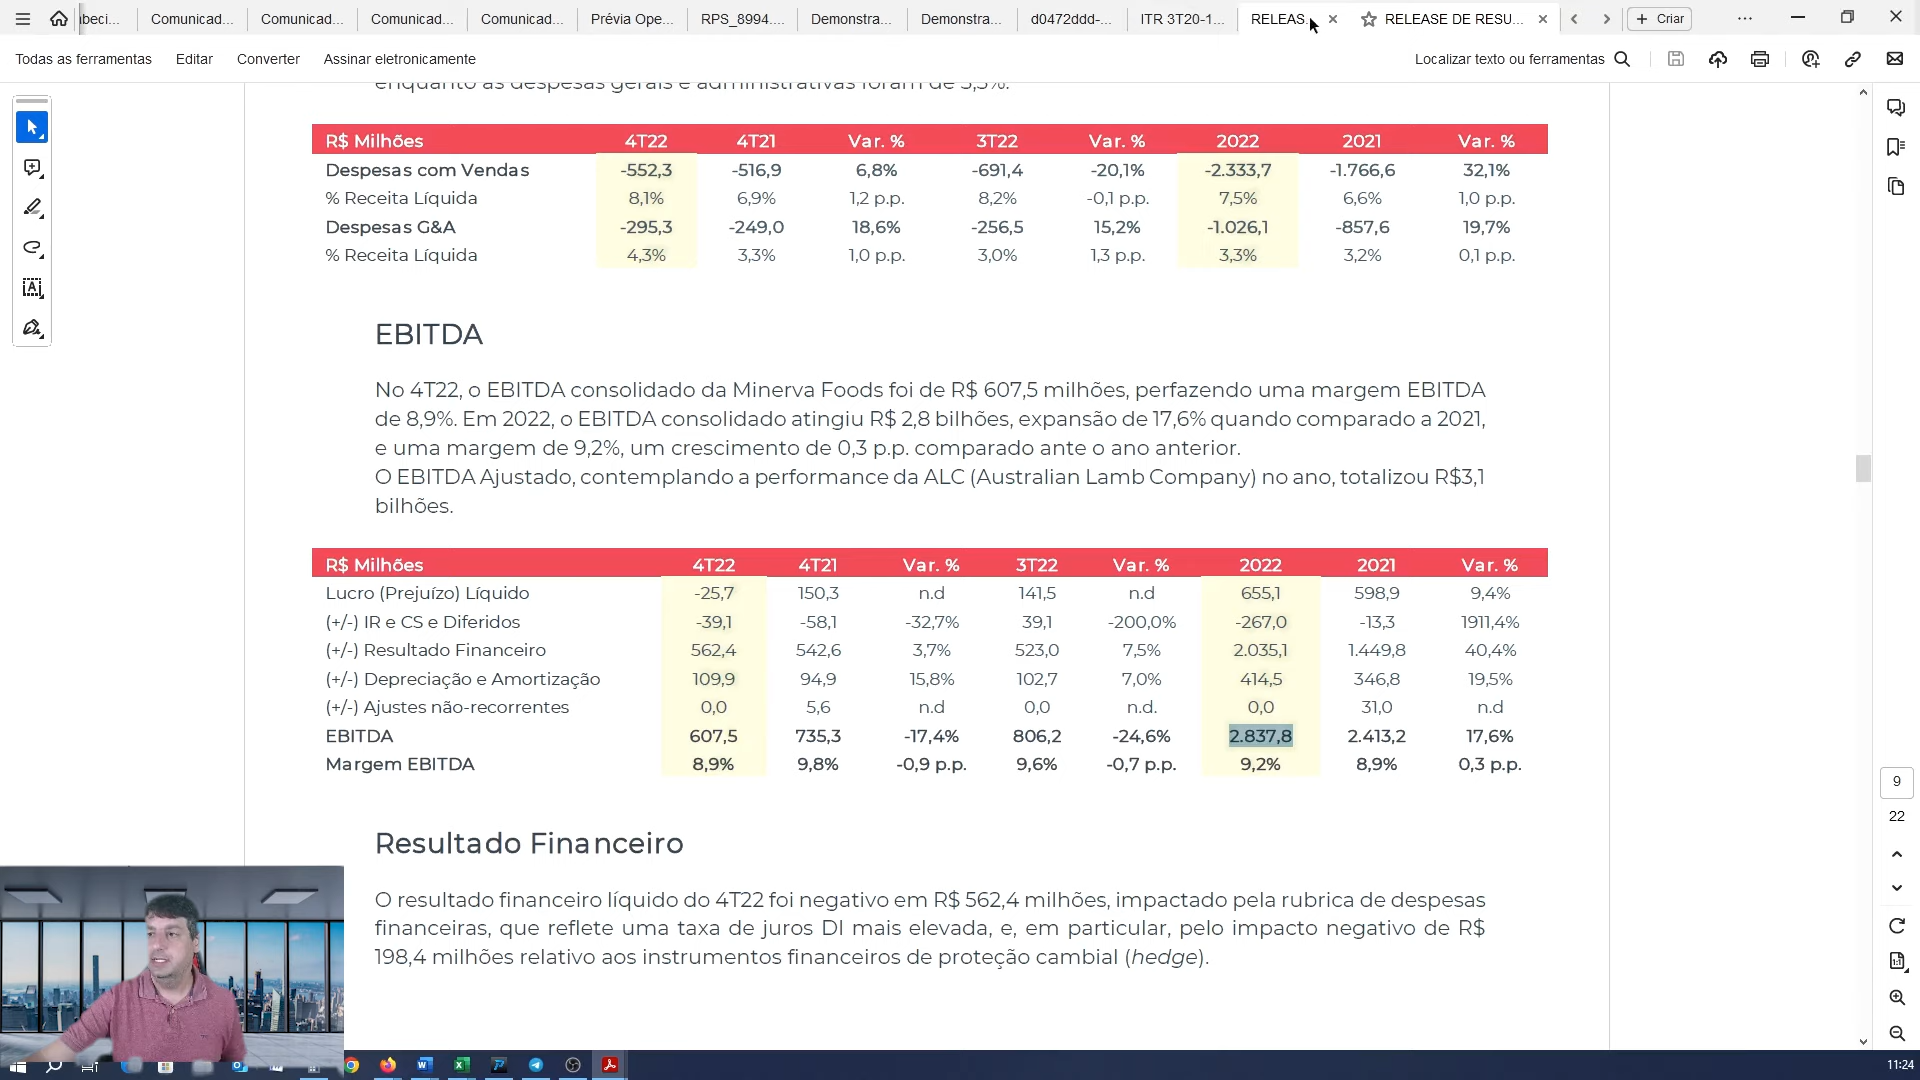 beci...
Comunicad...
Comunicad...
Comunicad...
Comunicad...
Prévia Ope...
RPS_8994....
Demonstra...
Demonstra...
d0472ddd-...
ITR 3T20-1...
RELEAS...
RELEASE DE RESU...
Criar
Todas as ferramentas
Editar
Converter
Assinar eletronicamente
Localizar texto ou ferramentas
enquanto as despesas gerais e administrativas foram de 3,3%.
R$ Milhões 4T22 4T21 Var. % 3T22 Var. % 2022 2021 Var. %
Despesas com Vendas -552,3 -516,9 6,8% -691,4 -20,1% -2.333,7 -1.766,6 32,1%
% Receita Líquida 8,1% 6,9% 1,2 p.p. 8,2% -0,1 p.p. 7,5% 6,6% 1,0 p.p.
Despesas G&A -295,3 -249,0 18,6% -256,5 15,2% -1.026,1 -857,6 19,7%
% Receita Líquida 4,3% 3,3% 1,0 p.p. 3,0% 1,3 p.p. 3,3% 3,2% 0,1 p.p.
EBITDA
No 4T22, o EBITDA consolidado da Minerva Foods foi de R$ 607,5 milhões, perfazendo uma margem EBITDA
de 8,9%. Em 2022, o EBITDA consolidado atingiu R$ 2,8 bilhões, expansão de 17,6% quando comparado a 2021,
e uma margem de 9,2%, um crescimento de 0,3 p.p. comparado ante o ano anterior.
O EBITDA Ajustado, contemplando a performance da ALC (Australian Lamb Company) no ano, totalizou R$3,1
bilhões.
R$ Milhões 4T22 4T21 Var. % 3T22 Var. % 2022 2021 Var. %
Lucro (Prejuízo) Líquido -25,7 150,3 n.d 141,5 n.d 655,1 598,9 9,4%
(+/-) IR e CS e Diferidos -39,1 -58,1 -32,7% 39,1 -200,0% -267,0 -13,3 1911,4%
(+/-) Resultado Financeiro 562,4 542,6 3,7% 523,0 7,5% 2.035,1 1.449,8 40,4%
(+/-) Depreciação e Amortização 109,9 94,9 15,8% 102,7 7,0% 414,5 346,8 19,5%
(+/-) Ajustes não-recorrentes 0,0 5,6 n.d 0,0 n.d. 0,0 31,0 n.d
EBITDA 607,5 735,3 -17,4% 806,2 -24,6% 2.837,8 2.413,2 17,6%
Margem EBITDA 8,9% 9,8% -0,9 p.p. 9,6% -0,7 p.p. 9,2% 8,9% 0,3 p.p.
Resultado Financeiro
O resultado financeiro líquido do 4T22 foi negativo em R$ 562,4 milhões, impactado pela rubrica de despesas
financeiras, que reflete uma taxa de juros DI mais elevada, e, em particular, pelo impacto negativo de R$
198,4 milhões relativo aos instrumentos financeiros de proteção cambial (hedge).
9
22
11:24